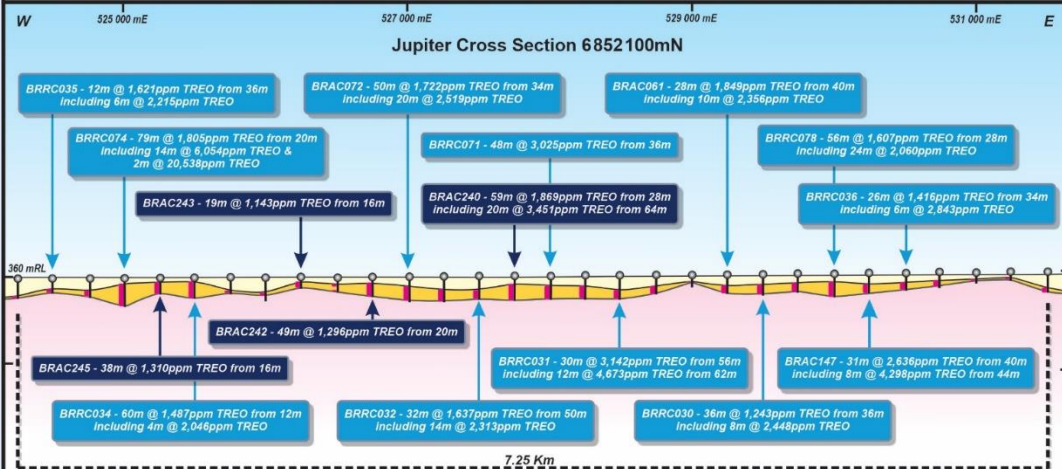 W
525 000 mE
527 000 mE
529 000 mE
531 000 mE
E
Jupiter Cross Section 6852100mN
BRRC035 - 12m @ 1,621ppm TREO from 36m
including 6m @ 2,215ppm TREO
BRAC072 - 50m @ 1,722ppm TREO from 34m
including 20m @ 2,519ppm TREO
BRAC061 - 28m @ 1,849ppm TREO from 40m
including 10m @ 2,356ppm TREO
BRRC074 - 79m @ 1,805ppm TREO from 20m
including 14m @ 6,054ppm TREO &
2m @ 20,538ppm TREO
BRRC071 - 48m @ 3,025ppm TREO from 36m
BRRC078 - 56m @ 1,607ppm TREO from 28m
including 24m @ 2,060ppm TREO
BRAC243 - 19m @ 1,143ppm TREO from 16m
BRAC240 - 59m @ 1,869ppm TREO from 28m
including 20m @ 3,451ppm TREO from 64m
BRRC036 - 26m @ 1,416ppm TREO from 34m
including 6m @ 2,843ppm TREO
360 mRL
BRAC242 - 49m @ 1,296ppm TREO from 20m
BRAC245 - 38m @ 1,310ppm TREO from 16m
BRRC031 - 30m @ 3,142ppm TREO from 56m
including 12m @ 4,673ppm TREO from 62m
BRAC147 - 31m @ 2,636ppm TREO from 40m
including 8m @ 4,298ppm TREO from 44m
BRRC034 - 60m @ 1,487ppm TREO from 12m
including 4m @ 2,046ppm TREO
BRRC032 - 32m @ 1,637ppm TREO from 50m
including 14m @ 2,313ppm TREO
BRRC030 - 36m @ 1,243ppm TREO from 36m
including 8m @ 2,448ppm TREO
7.25 Km